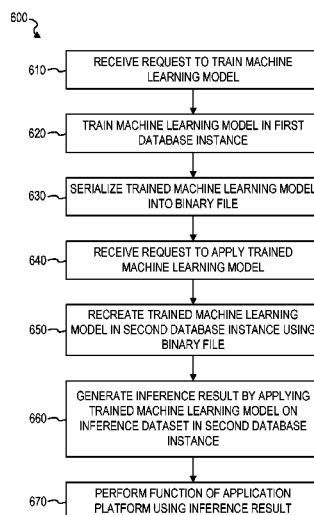 600
610
RECEIVE REQUEST TO TRAIN MACHINE
LEARNING MODEL
620
TRAIN MACHINE LEARNING MODEL IN FIRST
DATABASE INSTANCE
630
SERIALIZE TRAINED MACHINE LEARNING MODEL
INTO BINARY FILE
640
RECEIVE REQUEST TO APPLY TRAINED
MACHINE LEARNING MODEL
650
RECREATE TRAINED MACHINE LEARNING
MODEL IN SECOND DATABASE INSTANCE USING
BINARY FILE
660
GENERATE INFERENCE RESULT BY APPLYING
TRAINED MACHINE LEARNING MODEL ON
INFERENCE DATASET IN SECOND DATABASE
INSTANCE
670
PERFORM FUNCTION OF APPLICATION
PLATFORM USING INFERENCE RESULT